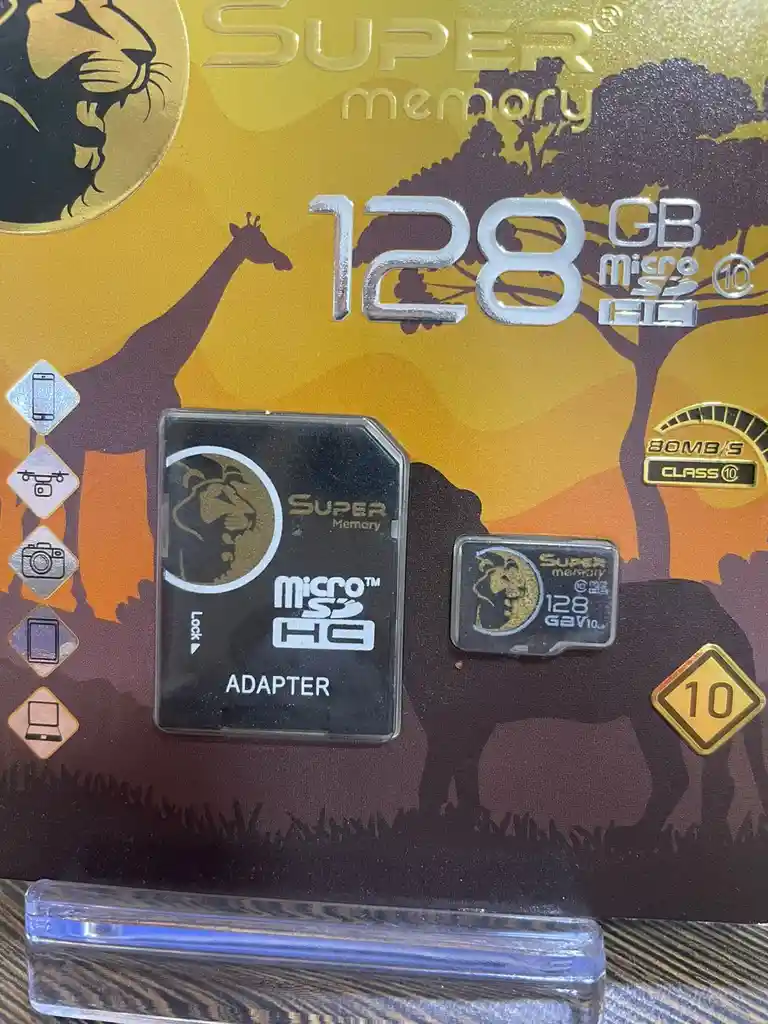 SUPER®
memory
128 GB
micro
SD
HC
10
80MB/S
CLASS 10
SUPER
Memory
micro™
SD
HC
Lock
ADAPTER
SUPER
memory
128
GB V10
10